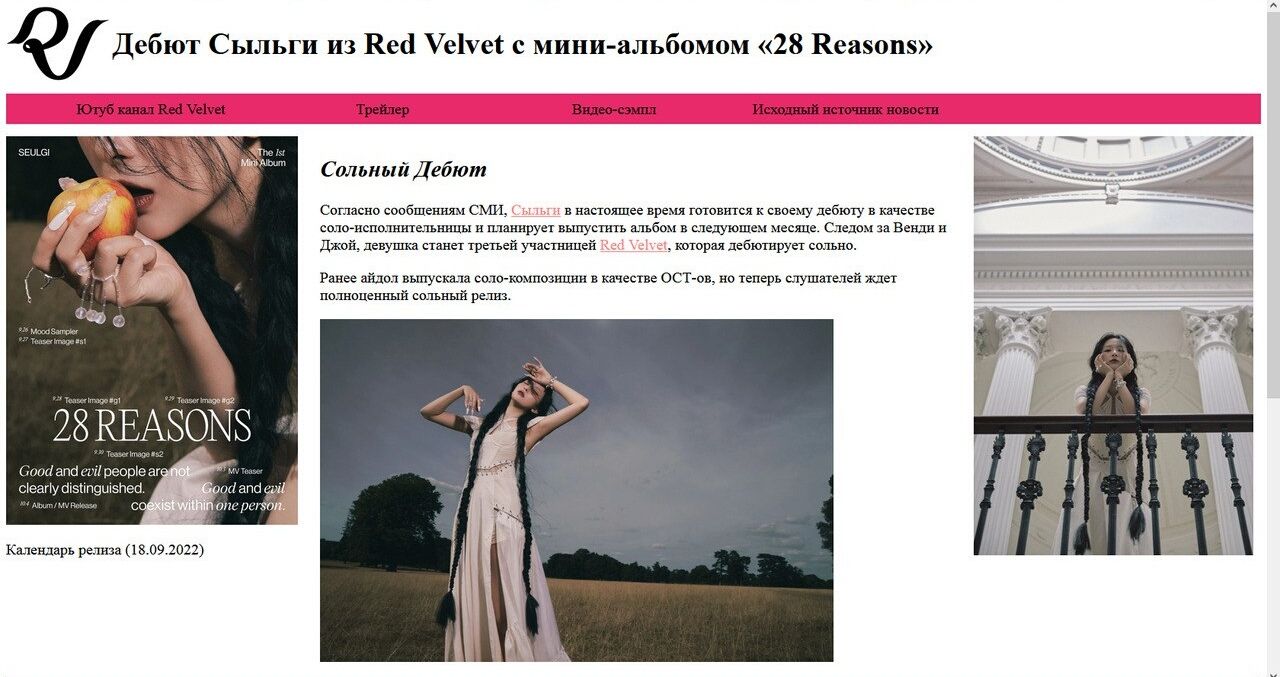 Дебют Сыльги из Red Velvet с мини-альбомом «28 Reasons»
Ютуб канал Red Velvet
Трейлер
Видео-сэмпл
Исходный источник новости
SEULGI
The 1st
Mini Album
9.26 Mood Sampler
9.27 Teaser Image #s1
9.28 Teaser Image #g1
9.29 Teaser Image #g2
28 REASONS
9.30 Teaser Image #s2
Good and evil people are not
clearly distinguished.
10.3 MV Teaser
Good and evil
coexist within one person.
10.4 Album / MV Release
Календарь релиза (18.09.2022)
Сольный Дебют
Согласно сообщениям СМИ, Сыльги в настоящее время готовится к своему дебюту в качестве
соло-исполнительницы и планирует выпустить альбом в следующем месяце. Следом за Венди и
Джой, девушка станет третьей участницей Red Velvet, которая дебютирует сольно.
Ранее айдол выпускала соло-композиции в качестве ОСТ-ов, но теперь слушателей ждет
полноценный сольный релиз.